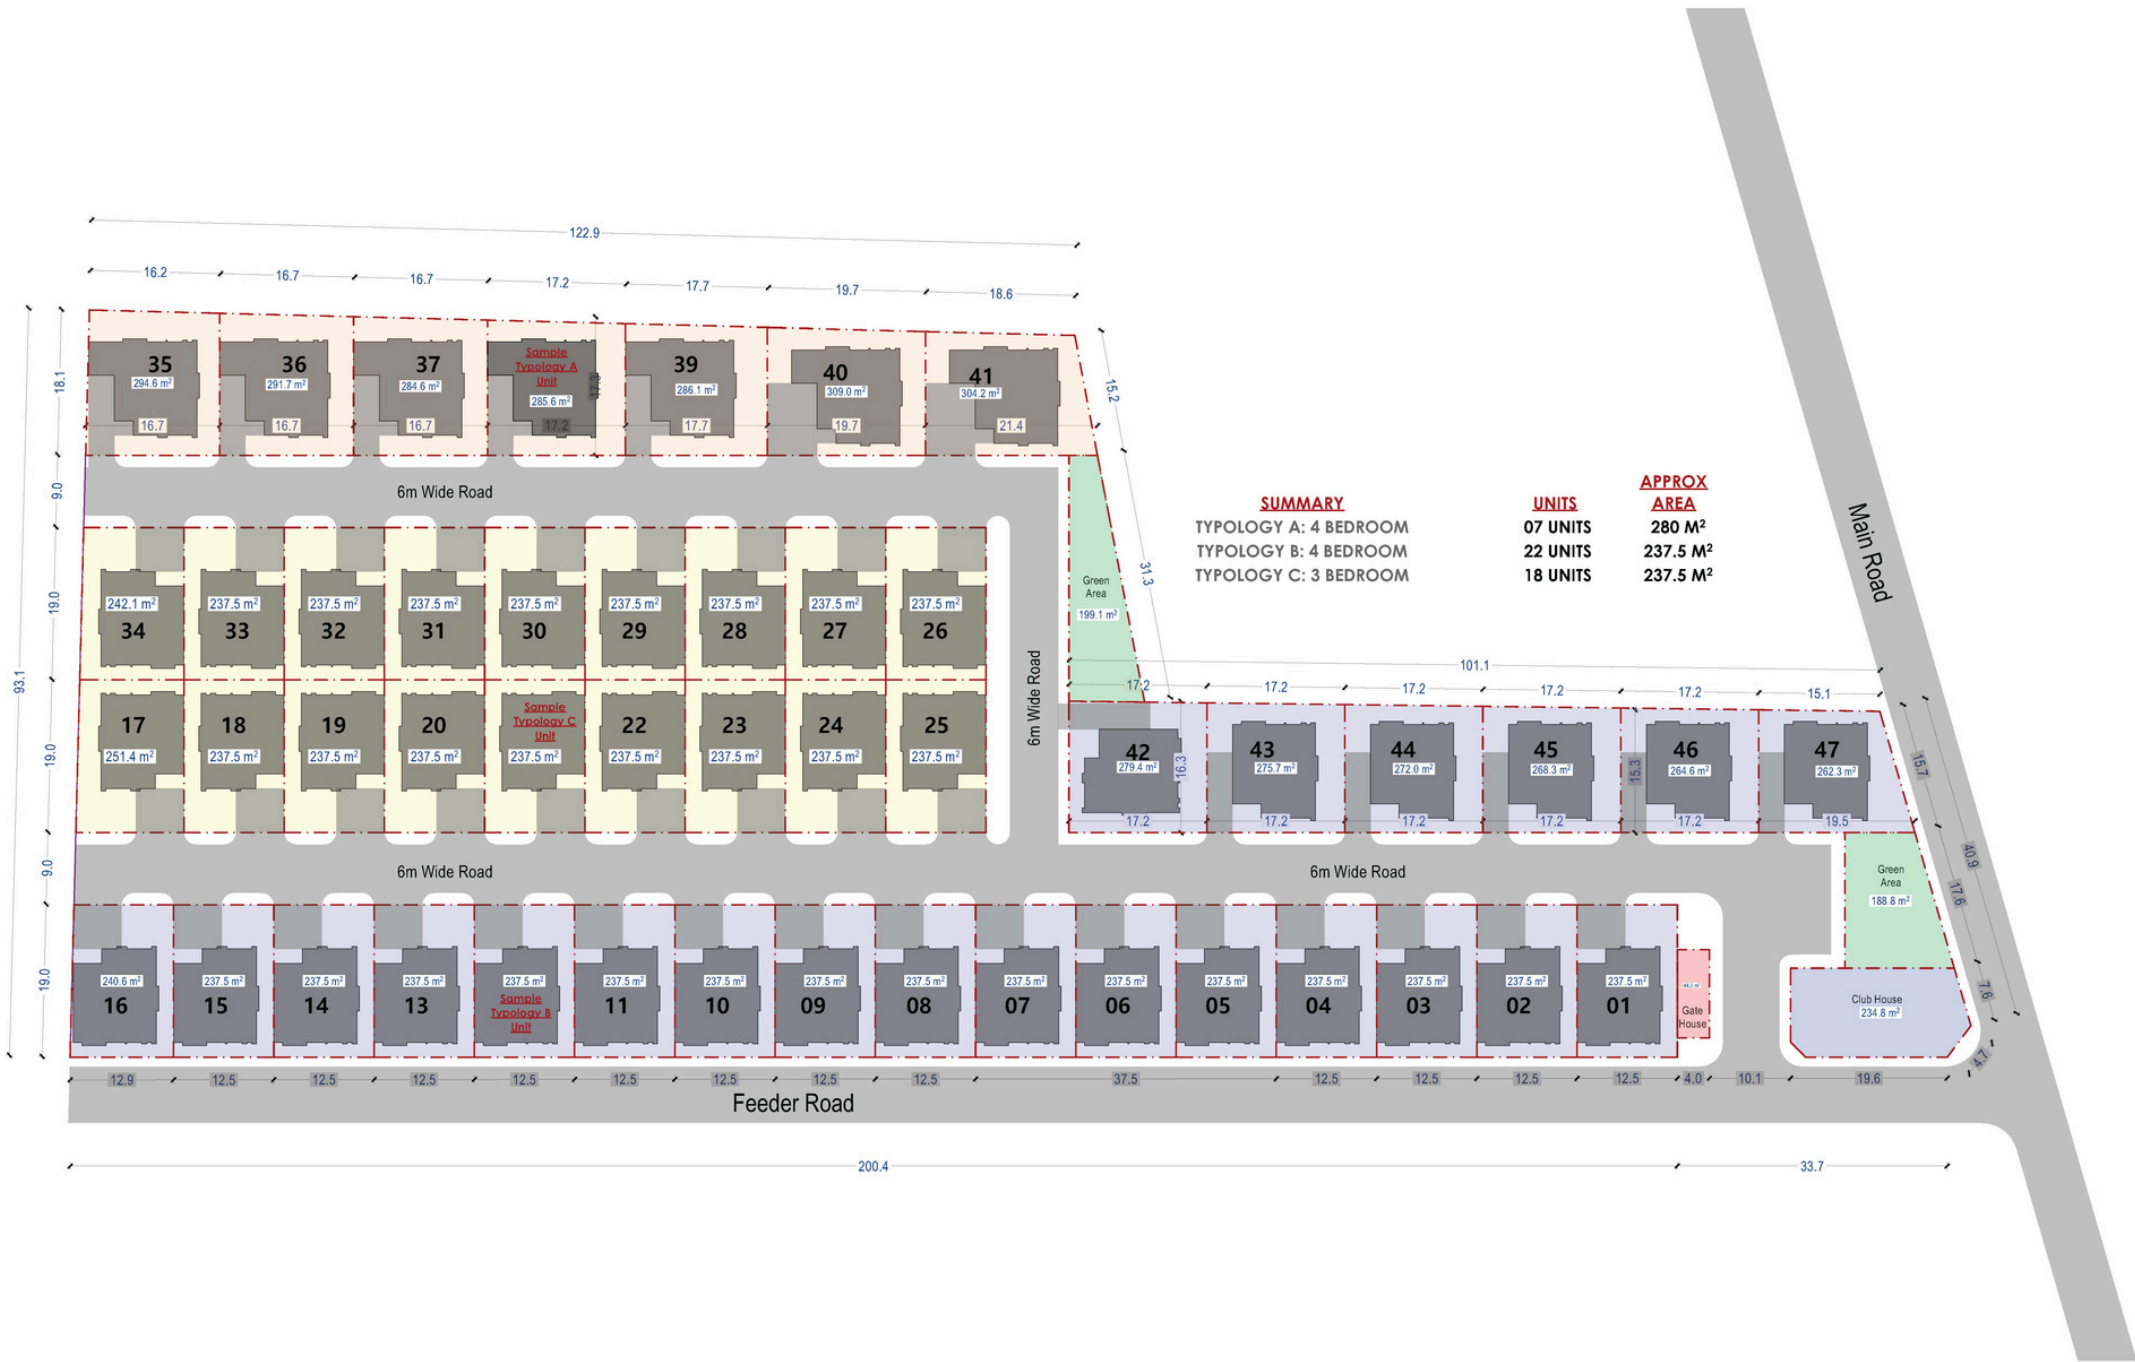 122.9
16.2 16.7 16.7 17.2 17.7 19.7 18.6
35
294.6 m²
36
291.7 m²
37
284.6 m²
Sample
Typology A
Unit
285.6 m²
17.3
39
286.1 m²
40
309.0 m²
41
304.2 m²
16.7 16.7 16.7 17.2 17.7 19.7 21.4
18.1
15.2
6m Wide Road
9.0
SUMMARY UNITS APPROX AREA
TYPOLOGY A: 4 BEDROOM 07 UNITS 280 M²
TYPOLOGY B: 4 BEDROOM 22 UNITS 237.5 M²
TYPOLOGY C: 3 BEDROOM 18 UNITS 237.5 M²
Main Road
Green
Area
199.1 m²
31.3
19.0
242.1 m² 237.5 m² 237.5 m² 237.5 m² 237.5 m² 237.5 m² 237.5 m² 237.5 m² 237.5 m²
34 33 32 31 30 29 28 27 26
93.1
6m Wide Road
101.1
17.2 17.2 17.2 17.2 17.2 15.1
19.0
17 18 19 20 22 23 24 25
Sample
Typology C
Unit
251.4 m² 237.5 m² 237.5 m² 237.5 m² 237.5 m² 237.5 m² 237.5 m² 237.5 m² 237.5 m²
42
279.4 m²
16.3
43
275.7 m²
44
272.0 m²
45
268.3 m²
15.3
46
264.6 m²
47
262.3 m²
15.7
17.2 17.2 17.2 17.2 17.2 19.5
40.9
9.0
6m Wide Road
6m Wide Road
Green
Area
188.8 m²
17.6
19.0
240.6 m² 237.5 m² 237.5 m² 237.5 m² 237.5 m² 237.5 m² 237.5 m² 237.5 m² 237.5 m² 237.5 m² 237.5 m² 237.5 m² 237.5 m² 237.5 m² 237.5 m² 237.5 m²
16 15 14 13 11 10 09 08 07 06 05 04 03 02 01
Sample
Typology B
Unit
Gate
House
Club House
234.8 m²
7.6
4.7
12.9 12.5 12.5 12.5 12.5 12.5 12.5 12.5 12.5 37.5 12.5 12.5 12.5 12.5 4.0 10.1 19.6
Feeder Road
200.4 33.7